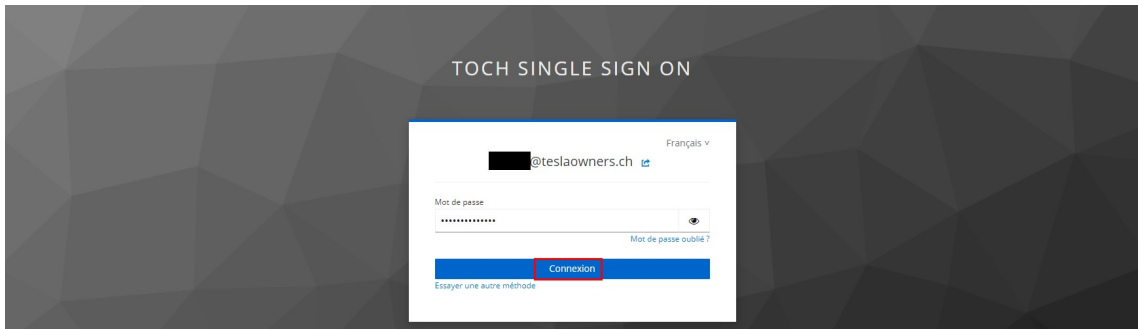 TOCH SINGLE SIGN ON
Français
@teslaowners.ch
Mot de passe
••••••••••••••
Mot de passe oublié ?
Connexion
Essayer une autre méthode